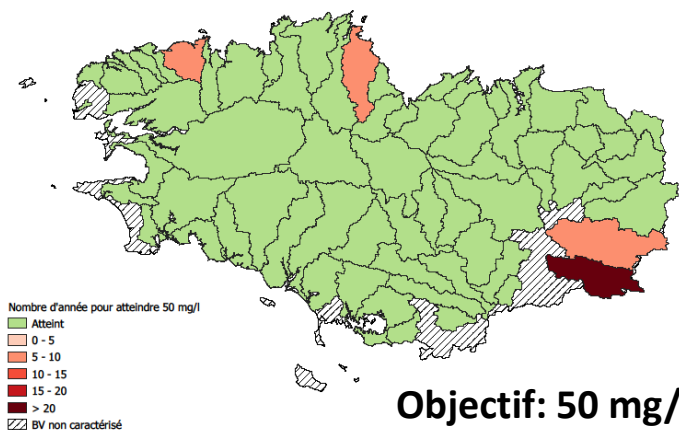 Nombre d'année pour atteindre 50 mg/l
Atteint
0 - 5
5 - 10
10 - 15
15 - 20
> 20
BV non caractérisé
Objectif: 50 mg/